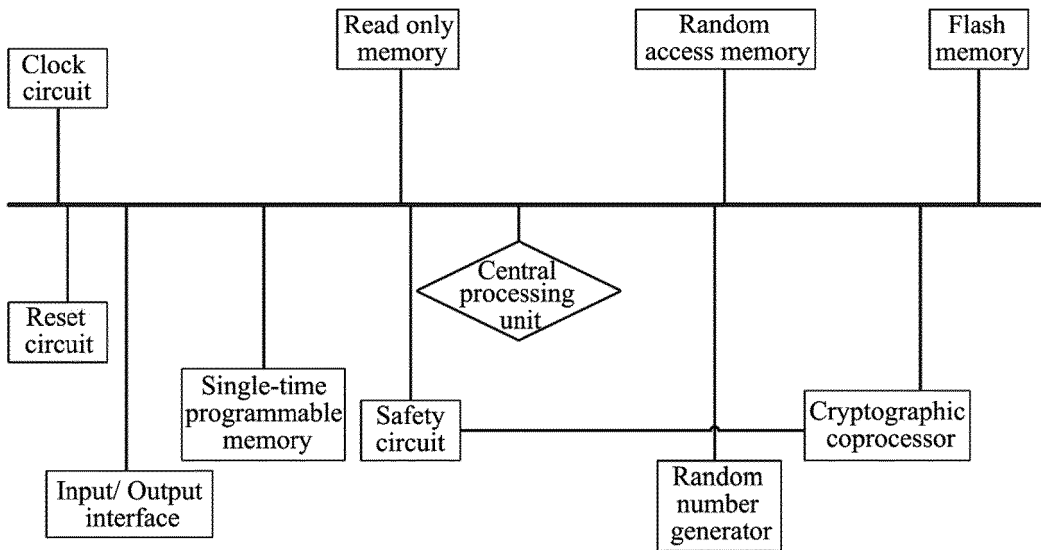 Clock
circuit
Read only
memory
Random
access memory
Flash
memory
Central
processing
unit
Reset
circuit
Single-time
programmable
memory
Safety
circuit
Cryptographic
coprocessor
Input/ Output
interface
Random
number
generator